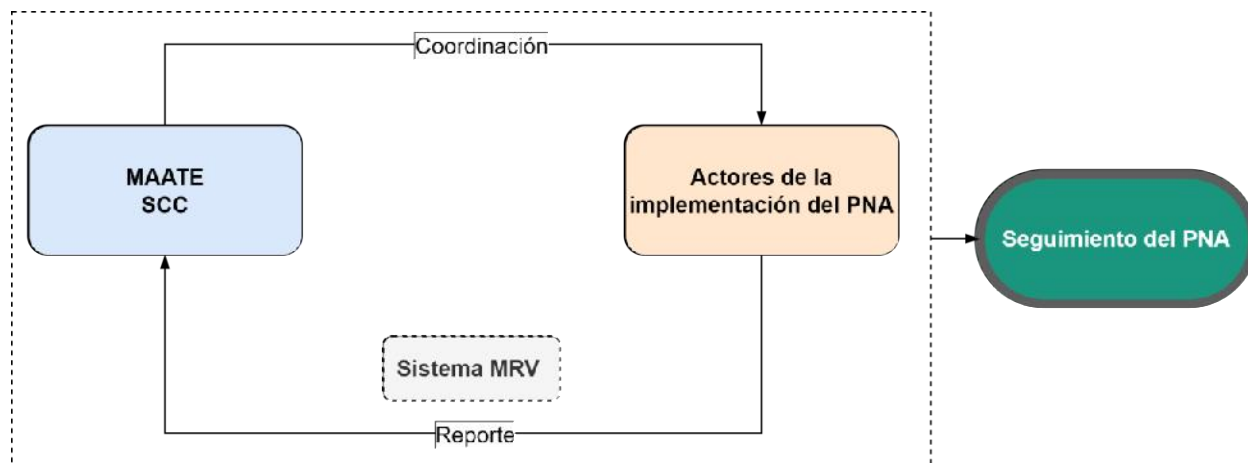 Coordinación
MAATE
SCC
Actores de la
implementación del PNA
Seguimiento del PNA
Sistema MRV
Reporte